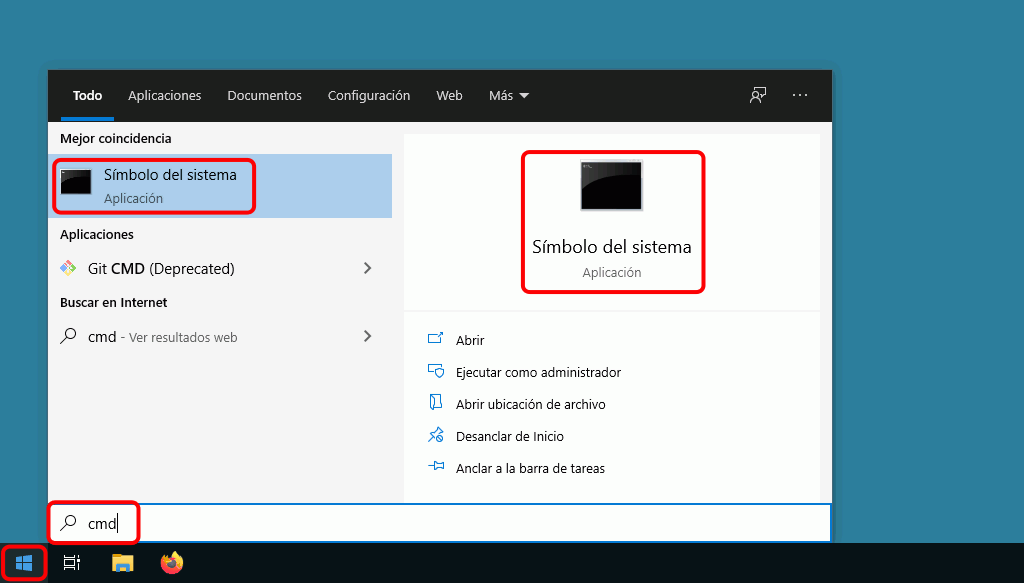 Todo Aplicaciones Documentos Configuración Web Más ...
Mejor coincidencia
Símbolo del sistema
Aplicación
Aplicaciones
Git CMD (Deprecated)
Buscar en Internet
cmd - Ver resultados web
Símbolo del sistema
Aplicación
Abrir
Ejecutar como administrador
Abrir ubicación de archivo
Desanclar de Inicio
Anclar a la barra de tareas
cmd